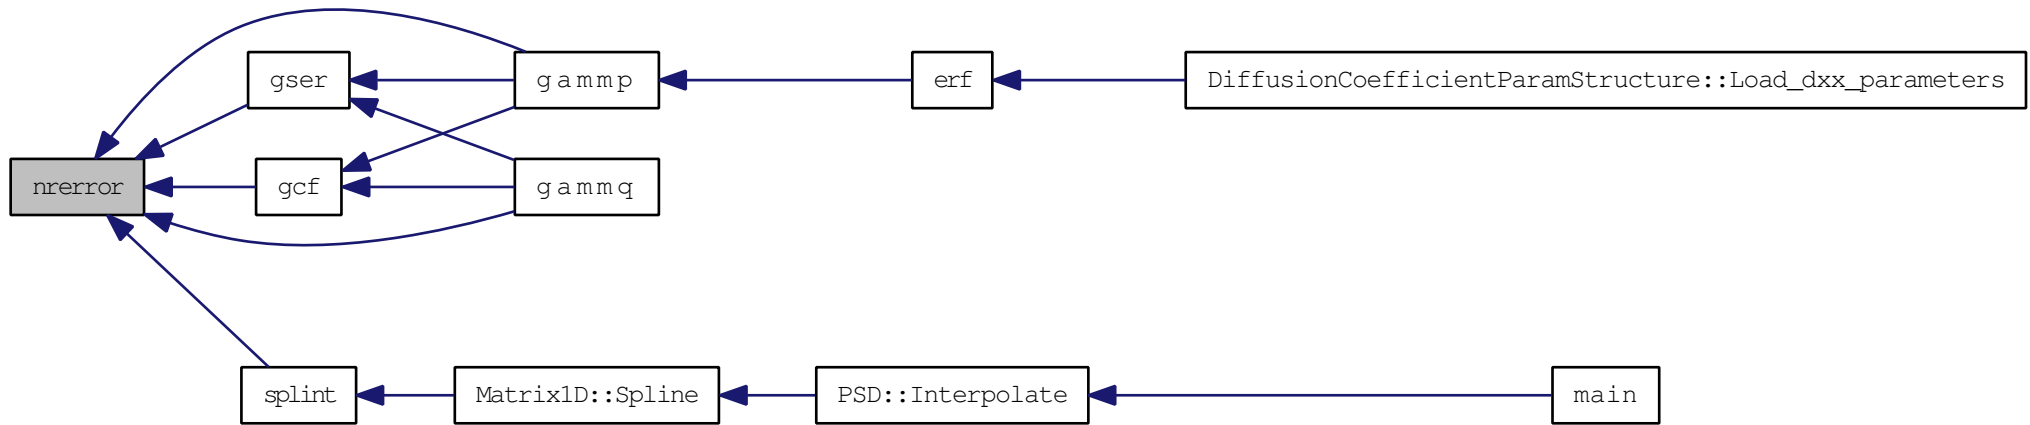 gser
gammp
erf
DiffusionCoefficientParamStructure::Load_dxx_parameters
nrerror
gcf
gammq
splint
Matrix1D::Spline
PSD::Interpolate
main